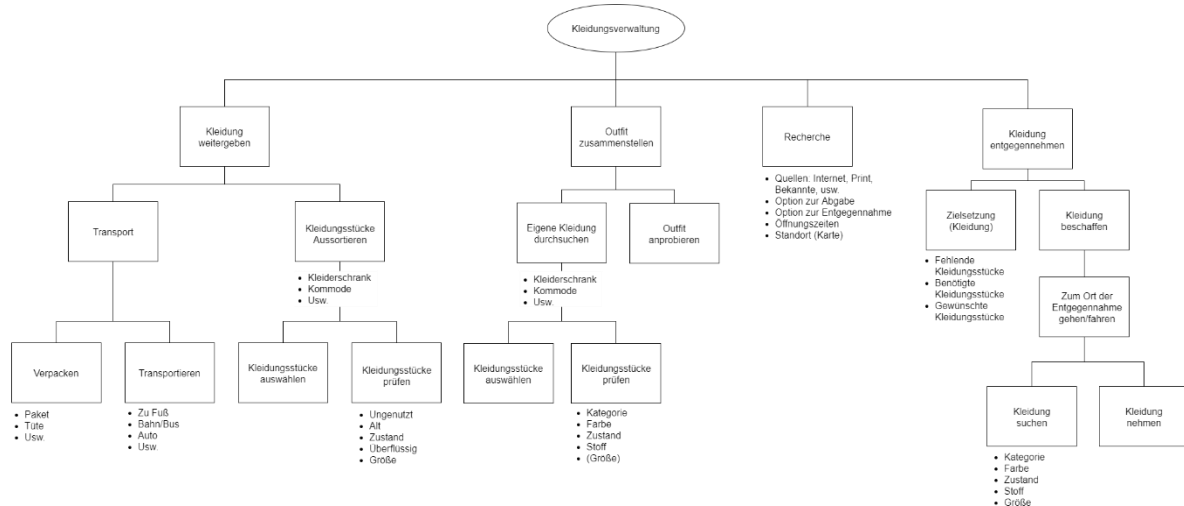 Kleidungsverwaltung
Kleidung
weitergeben
Outfit
zusammenstellen
Recherche
Kleidung
entgegennehmen
• Quellen: Internet, Print,
Bekannte, usw.
• Option zur Abgabe
• Option zur Entgegennahme
• Öffnungszeiten
• Standort (Karte)
Transport
Kleidungsstücke
Aussortieren
• Kleiderschrank
• Kommode
• Usw.
Eigene Kleidung
durchsuchen
• Kleiderschrank
• Kommode
• Usw.
Outfit
anprobieren
Zielsetzung
(Kleidung)
• Fehlende
Kleidungsstücke
• Benötigte
Kleidungsstücke
• Gewünschte
Kleidungsstücke
Kleidung
beschaffen
Zum Ort der
Entgegennahme
gehen/fahren
Verpacken
• Paket
• Tüte
• Usw.
Transportieren
• Zu Fuß
• Bahn/Bus
• Auto
• Usw.
Kleidungsstücke
auswahlen
Kleidungsstücke
prüfen
• Ungenutzt
• Alt
• Zustand
• Überflüssig
• Größe
Kleidungsstücke
auswählen
Kleidungsstücke
prüfen
• Kategorie
• Farbe
• Zustand
• Stoff
• (Größe)
Kleidung
suchen
• Kategorie
• Farbe
• Zustand
• Stoff
• Größe
Kleidung
nehmen